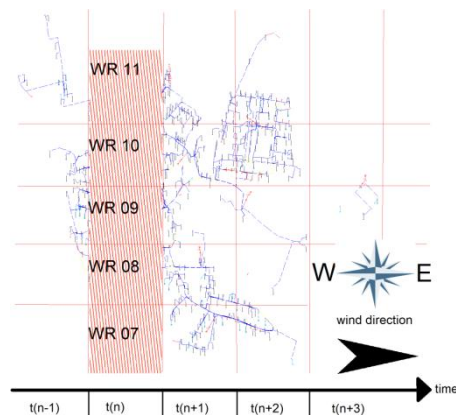 WR 11
WR 10
WR 09
WR 08
WR 07
W E
wind direction
time
t(n-1) t(n) t(n+1) t(n+2) t(n+3)